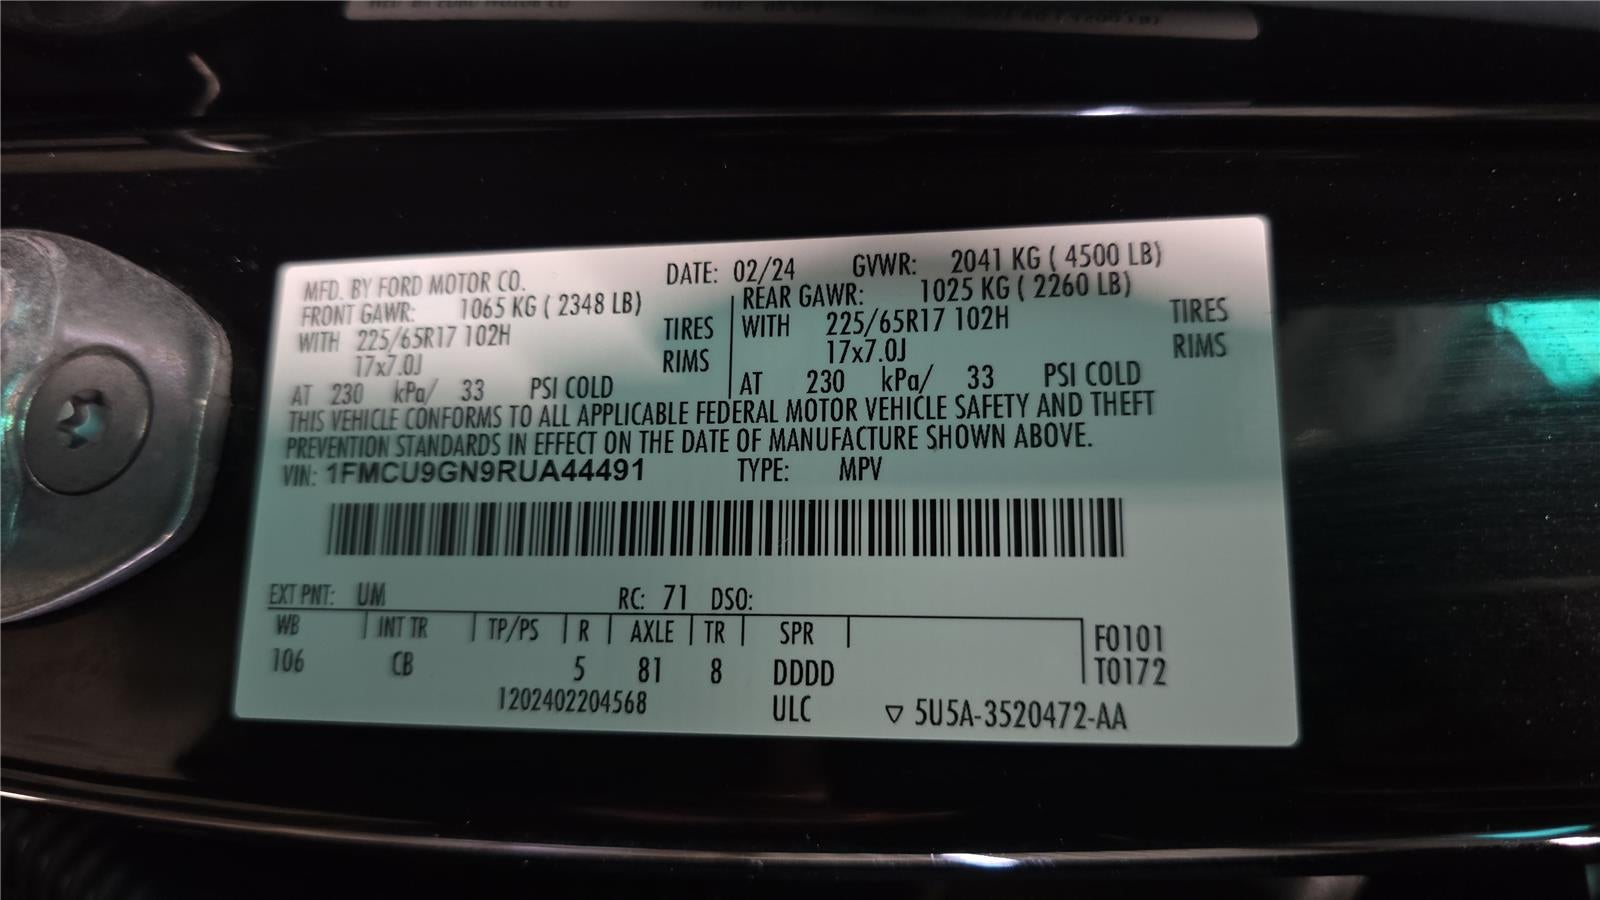 MFD. BY FORD MOTOR CO. DATE: 02/24 GVWR: 2041 KG ( 4500 LB)
FRONT GAWR: 1065 KG ( 2348 LB) REAR GAWR: 1025 KG ( 2260 LB)
WITH 225/65R17 102H TIRES WITH 225/65R17 102H TIRES
17x7.0J RIMS 17x7.0J RIMS
AT 230 kPa/ 33 PSI COLD AT 230 kPa/ 33 PSI COLD
THIS VEHICLE CONFORMS TO ALL APPLICABLE FEDERAL MOTOR VEHICLE SAFETY AND THEFT
PREVENTION STANDARDS IN EFFECT ON THE DATE OF MANUFACTURE SHOWN ABOVE.
VIN: 1FMCU9GN9RUA44491 TYPE: MPV
EXT PNT: UM RC: 71 DSO:
WB INT TR TP/PS R AXLE TR SPR F0101
106 CB 5 81 8 DDDD T0172
1202402204568 ULC ▽ 5U5A-3520472-AA